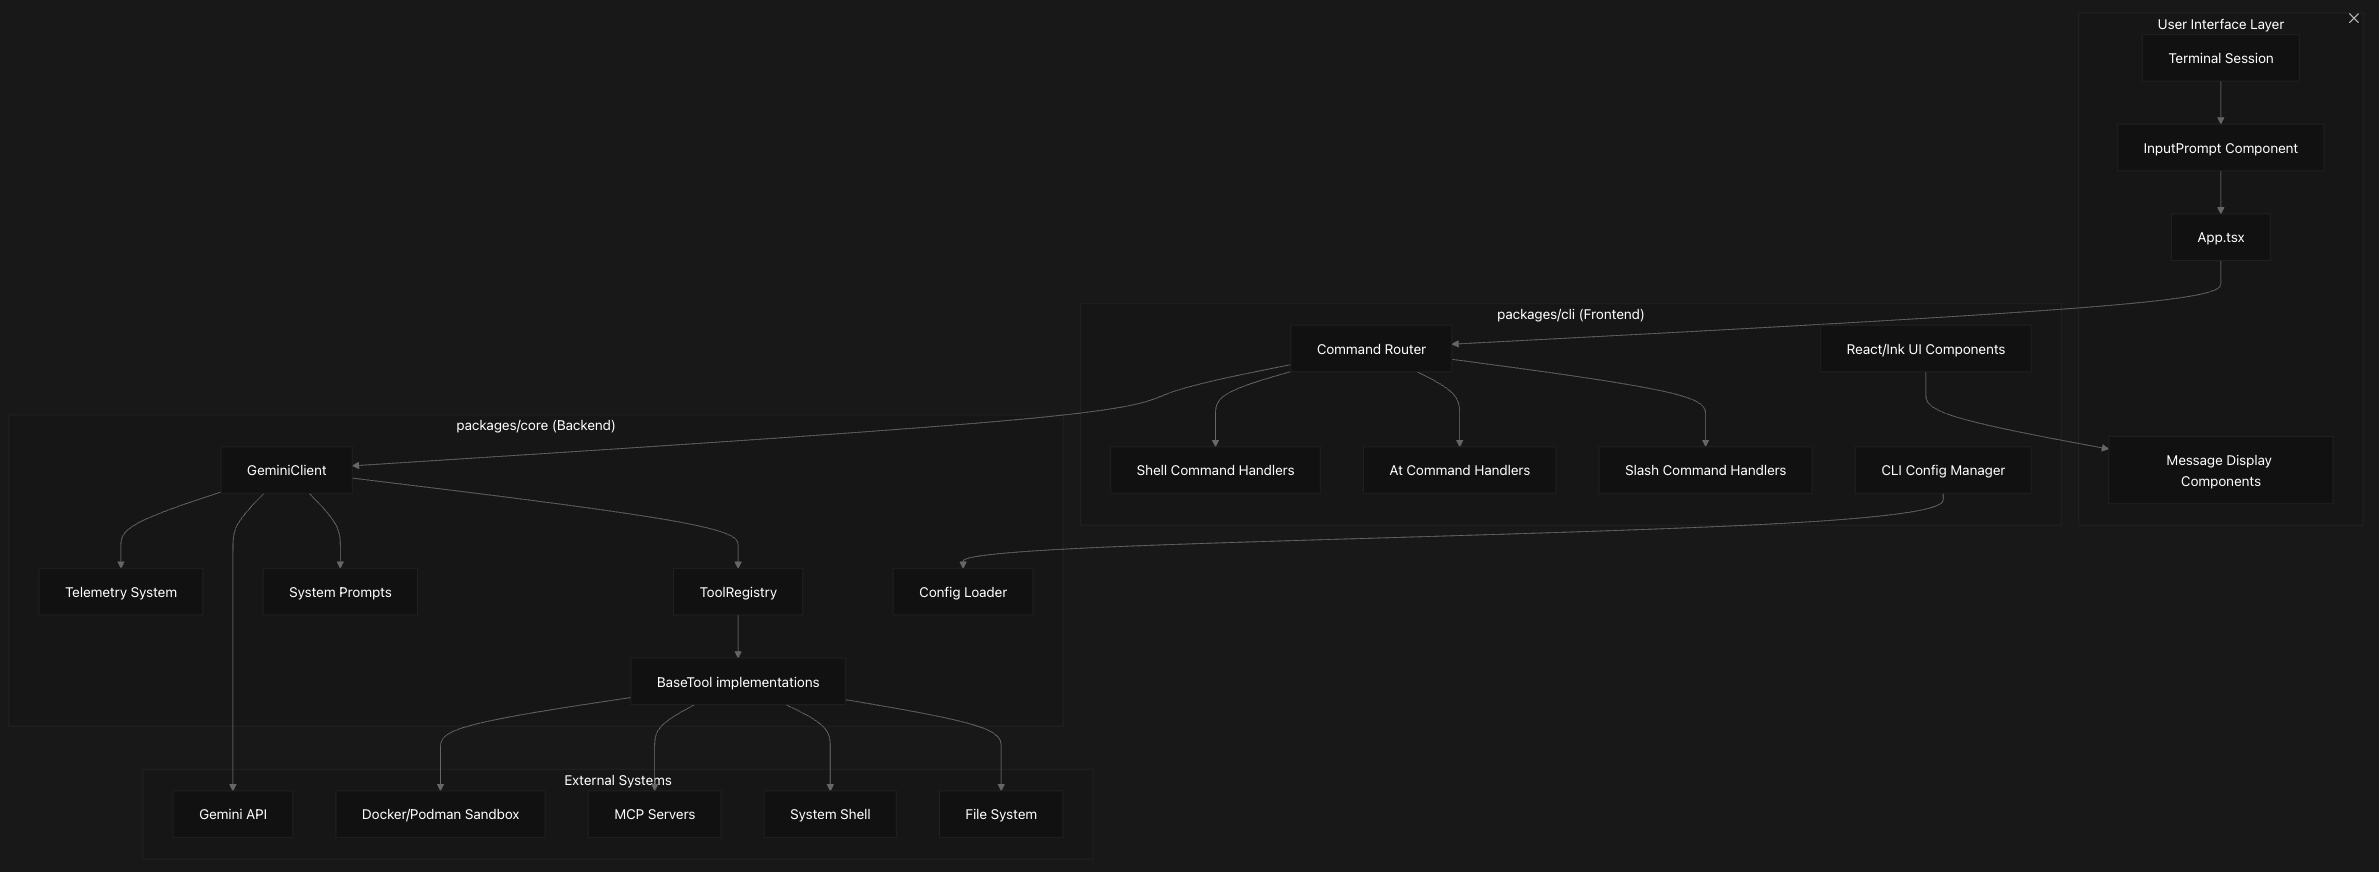 User Interface Layer
Terminal Session
InputPrompt Component
App.tsx
packages/cli (Frontend)
Command Router
React/Ink UI Components
packages/core (Backend)
GeminiClient
Shell Command Handlers
At Command Handlers
Slash Command Handlers
CLI Config Manager
Message Display
Components
Telemetry System
System Prompts
ToolRegistry
Config Loader
BaseTool implementations
External Systems
Gemini API
Docker/Podman Sandbox
MCP Servers
System Shell
File System